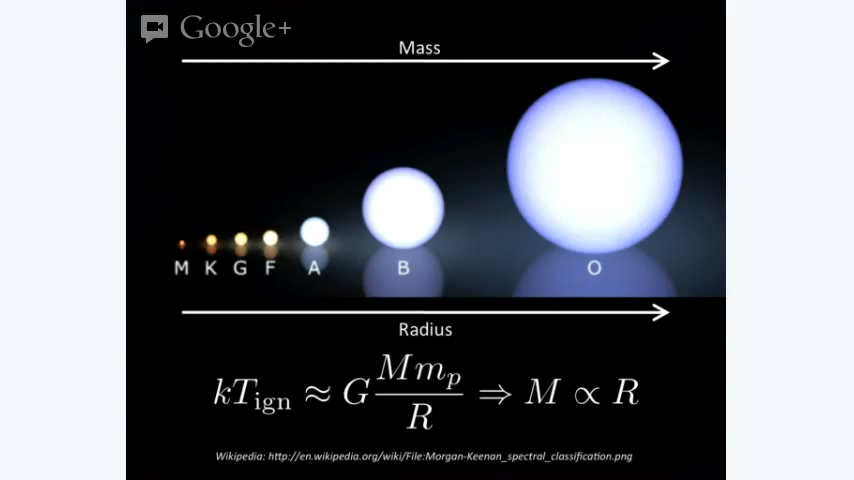 Google+
Mass
M K G F A B O
Radius
kT_ign ≈ G Mm_p / R ⇒ M ∝ R
Wikipedia: http://en.wikipedia.org/wiki/File:Morgan-Keenan_spectral_classification.png